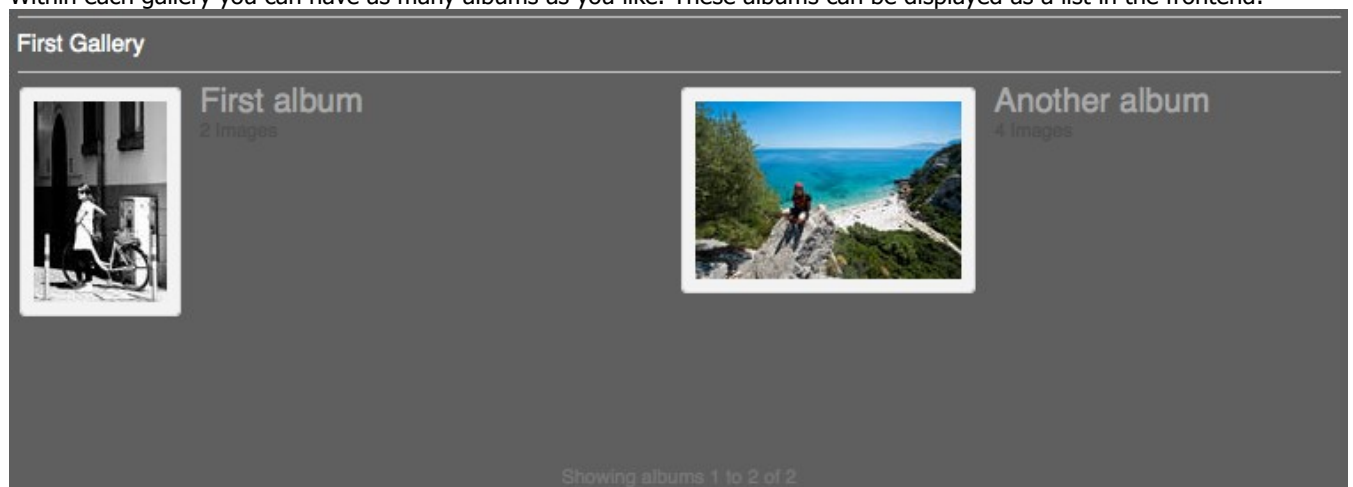 Within each gallery you can have as many albums as you like. These albums can be displayed as a list in the frontend.
First Gallery
First album
2 Images
Another album
4 Images
Showing albums 1 to 2 of 2